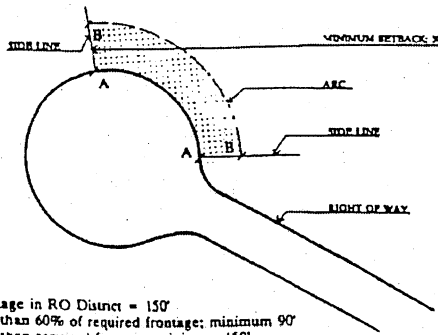 SIDE LINE
B
MINIMUM SETBACK;
A
ARC
SIDE LINE
A
B
RIGHT OF WAY
age in RO District = 150'
than 60% of required frontage; minimum 90'